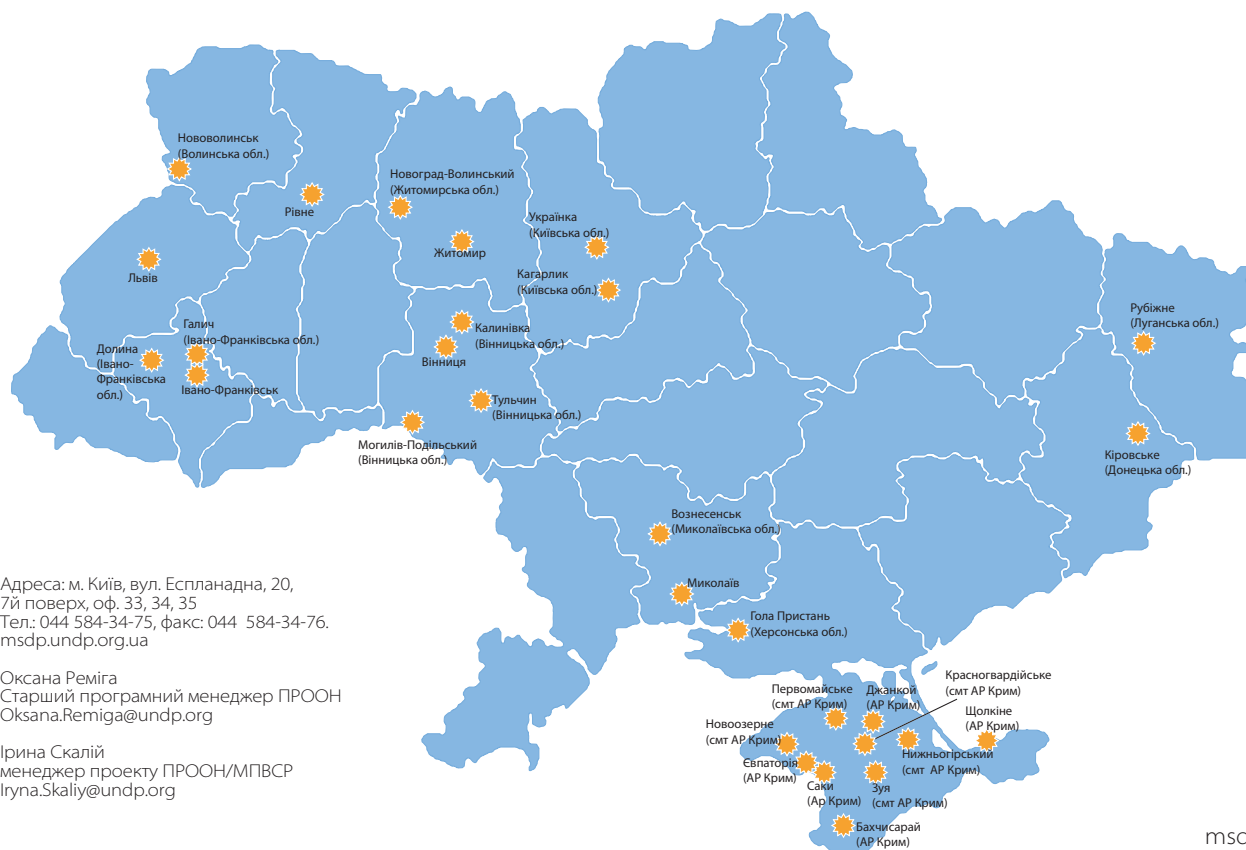 Нововолинськ
(Волинська обл.)
Рівне
Новоград-Волинський
(Житомирська обл.)
Житомир
Українка
(Київська обл.)
Кагарлик
(Київська обл.)
Львів
Галич
(Івано-Франківська обл.)
Долина
(Івано-
Франківська
обл.)
Івано-Франківськ
Калинівка
(Вінницька обл.)
Вінниця
Тульчин
(Вінницька обл.)
Могилів-Подільський
(Вінницька обл.)
Рубіжне
(Луганська обл.)
Кіровське
(Донецька обл.)
Вознесенськ
(Миколаївська обл.)
Миколаїв
Гола Пристань
(Херсонська обл.)
Первомайське
(смт АР Крим)
Джанкой
(АР Крим)
Красногвардійське
(смт АР Крим)
Щолкіне
(АР Крим)
Новоозерне
(смт АР Крим)
Нижньогірський
(смт АР Крим)
Євпаторія
(АР Крим)
Саки
(Ар Крим)
Зуя
(смт АР Крим)
Бахчисарай
(АР Крим)
Адреса: м. Київ, вул. Еспланадна, 20,
7й поверх, оф. 33, 34, 35
Тел.: 044 584-34-75, факс: 044 584-34-76.
msdp.undp.org.ua
Оксана Реміга
Старший програмний менеджер ПРООН
Oksana.Remiga@undp.org
Ірина Скалій
менеджер проекту ПРООН/МПВСР
Iryna.Skaliy@undp.org